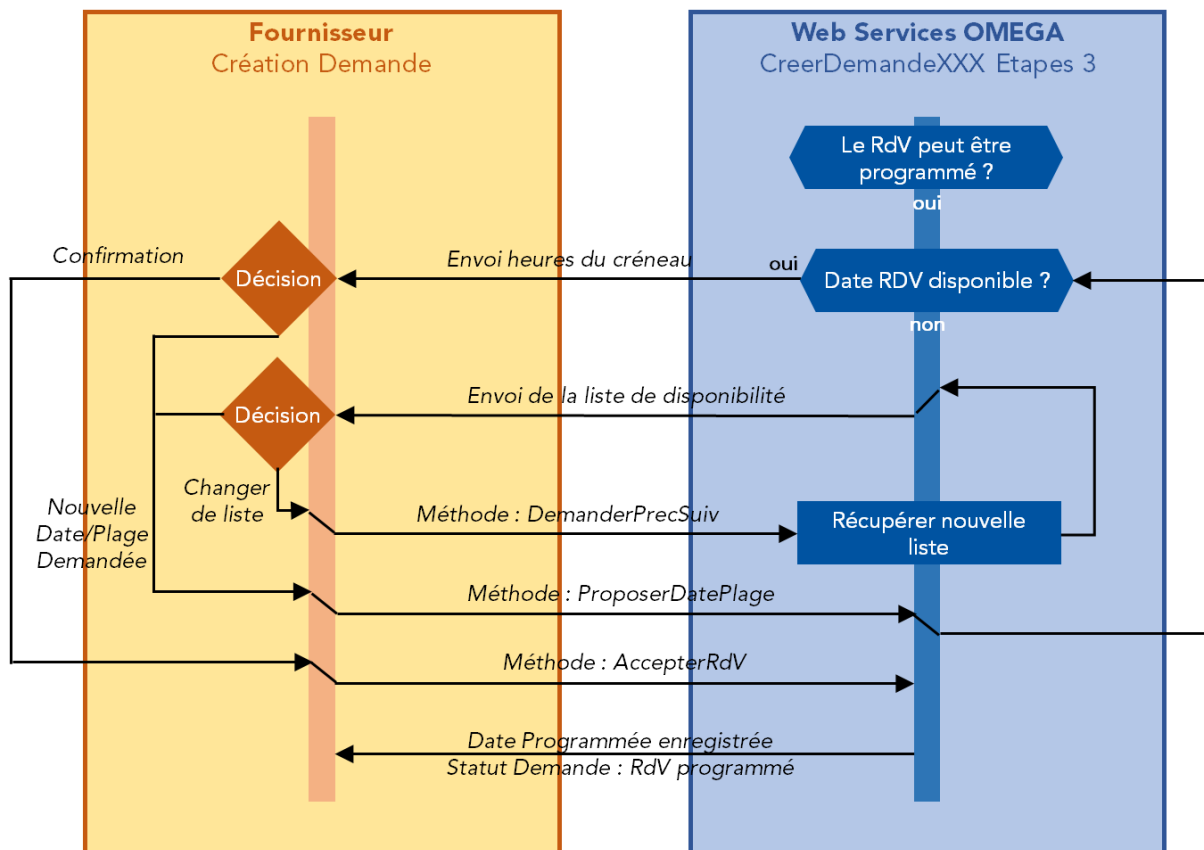 Fournisseur
Création Demande
Web Services OMEGA
CreerDemandeXXX Etapes 3
Le RdV peut être
programmé ?
oui
Confirmation
Décision
Envoi heures du créneau
oui
Date RDV disponible ?
non
Décision
Envoi de la liste de disponibilité
Changer
de liste
Nouvelle
Date/Plage
Demandée
Méthode : DemanderPrecSuiv
Récupérer nouvelle
liste
Méthode : ProposerDatePlage
Méthode : AccepterRdV
Date Programmée enregistrée
Statut Demande : RdV programmé